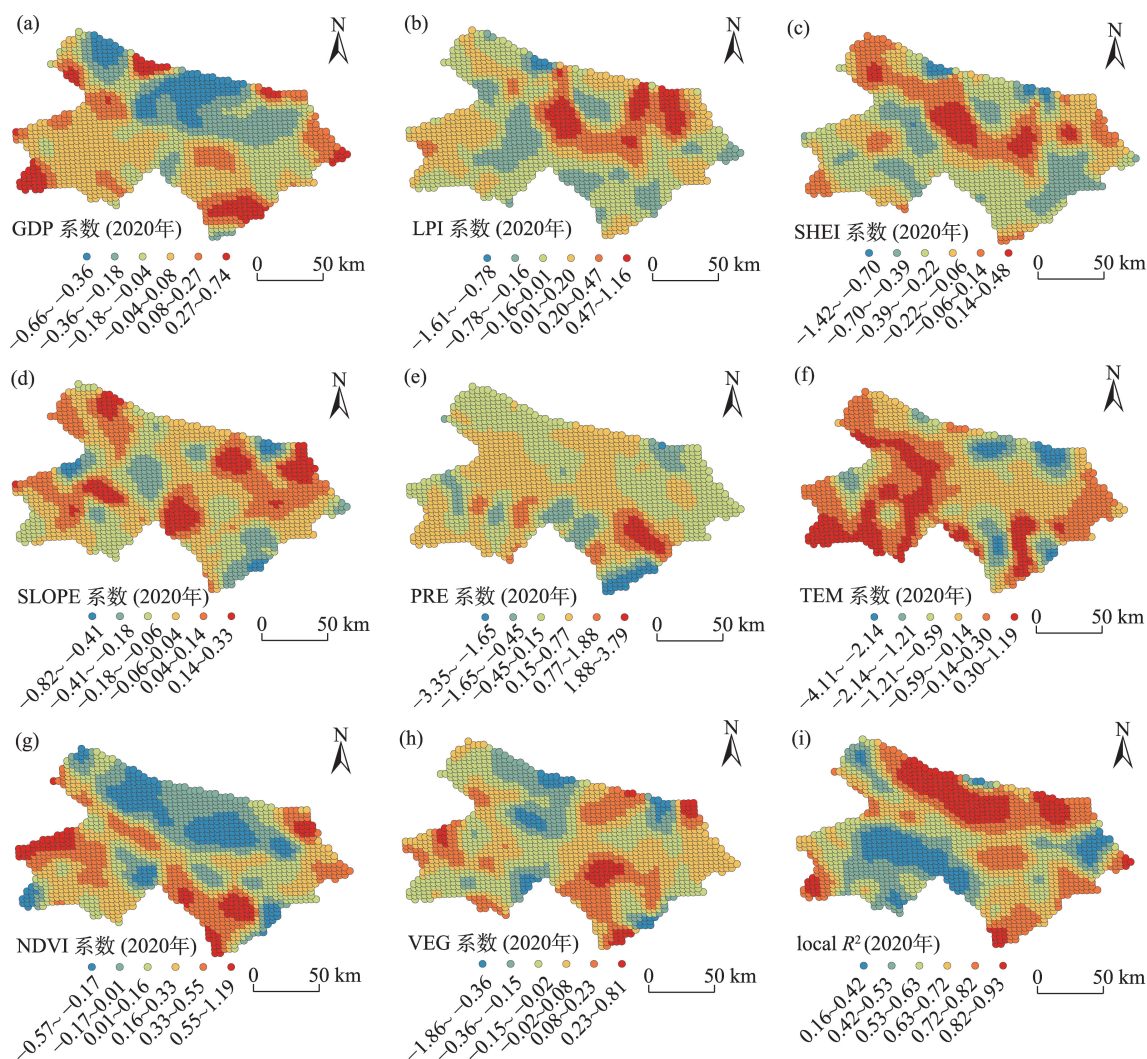 (a)
N
GDP 系数 (2020年)
0 50 km
−0.66~ −0.36
−0.36~ −0.18
−0.18~ −0.04
−0.04~0.08
0.08~0.27
0.27~0.74
(b)
N
LPI 系数 (2020年)
0 50 km
−1.61~ −0.78
−0.78~ −0.16
−0.16~0.01
0.01~0.20
0.20~0.47
0.47~1.16
(c)
N
SHEI 系数 (2020年)
0 50 km
−1.42~ −0.70
−0.70~ −0.39
−0.39~ −0.22
−0.22~ −0.06
−0.06~0.14
0.14~0.48
(d)
N
SLOPE 系数 (2020年)
0 50 km
−0.82~ −0.41
−0.41~ −0.18
−0.18~ −0.06
−0.06~0.04
0.04~0.14
0.14~0.33
(e)
N
PRE 系数 (2020年)
0 50 km
−3.35~ −1.65
−1.65~ −0.45
−0.45~0.15
0.15~0.77
0.77~1.88
1.88~3.79
(f)
N
TEM 系数 (2020年)
0 50 km
−4.11~ −2.14
−2.14~ −1.21
−1.21~ −0.59
−0.59~ −0.14
−0.14~0.30
0.30~1.19
(g)
N
NDVI 系数 (2020年)
0 50 km
−0.57~ −0.17
−0.17~0.01
0.01~0.16
0.16~0.33
0.33~0.55
0.55~1.19
(h)
N
VEG 系数 (2020年)
0 50 km
−1.86~ −0.36
−0.36~ −0.15
−0.15~ −0.02
−0.02~0.08
0.08~0.23
0.23~0.81
(i)
N
local R² (2020年)
0 50 km
0.16~0.42
0.42~0.53
0.53~0.63
0.63~0.72
0.72~0.82
0.82~0.93